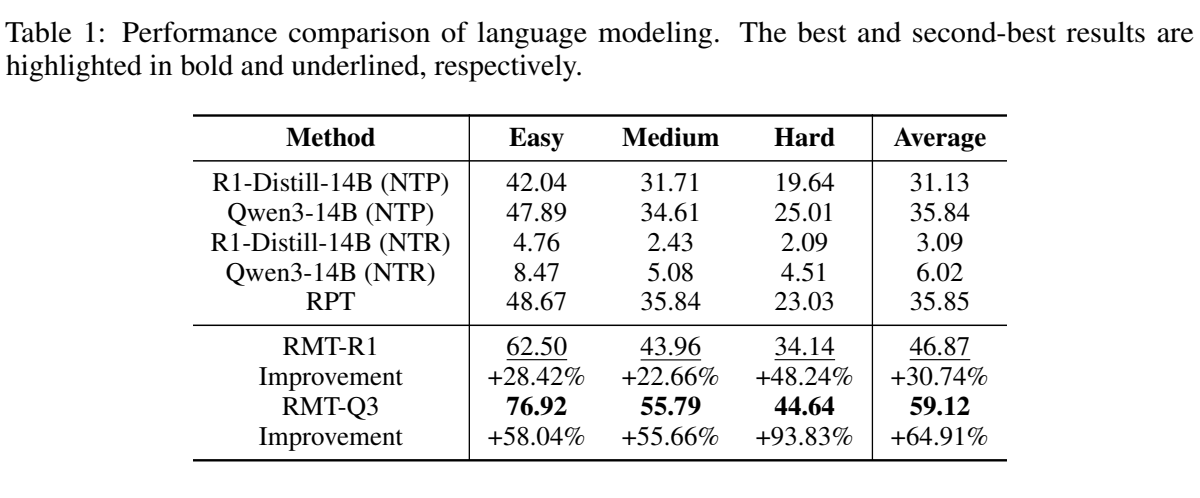 Table 1: Performance comparison of language modeling. The best and second-best results are
highlighted in bold and underlined, respectively.
Method Easy Medium Hard Average
R1-Distill-14B (NTP) 42.04 31.71 19.64 31.13
Qwen3-14B (NTP) 47.89 34.61 25.01 35.84
R1-Distill-14B (NTR) 4.76 2.43 2.09 3.09
Qwen3-14B (NTR) 8.47 5.08 4.51 6.02
RPT 48.67 35.84 23.03 35.85
RMT-R1 62.50 43.96 34.14 46.87
Improvement +28.42% +22.66% +48.24% +30.74%
RMT-Q3 76.92 55.79 44.64 59.12
Improvement +58.04% +55.66% +93.83% +64.91%